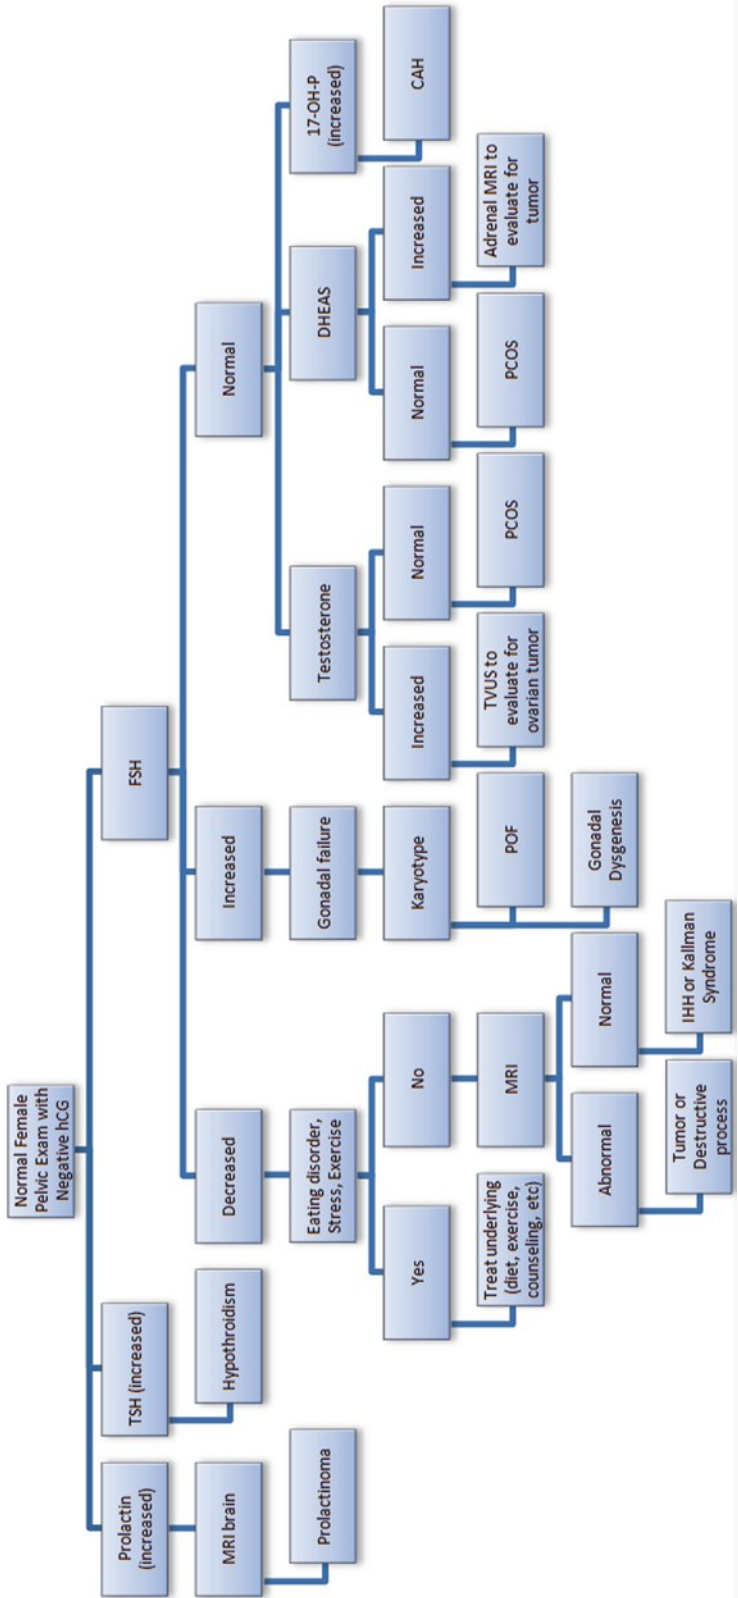 Normal Female
Pelvic Exam with
Negative hCG
Prolactin
(increased)
TSH (increased)
FSH
MRI brain
Hypothroidism
Decreased
Increased
Normal
Prolactinoma
Eating disorder,
Stress, Exercise
Gonadal failure
Testosterone
DHEAS
17-OH-P
(increased)
Yes
No
Karyotype
Increased
Normal
Normal
Increased
CAH
Treat underlying
(diet, exercise,
counseling, etc)
MRI
POF
TVUS to
evaluate for
ovarian tumor
PCOS
PCOS
Adrenal MRI to
evaluate for
tumor
Abnormal
Normal
Gonadal
Dysgenesis
Tumor or
Destructive
process
IHH or Kallman
Syndrome